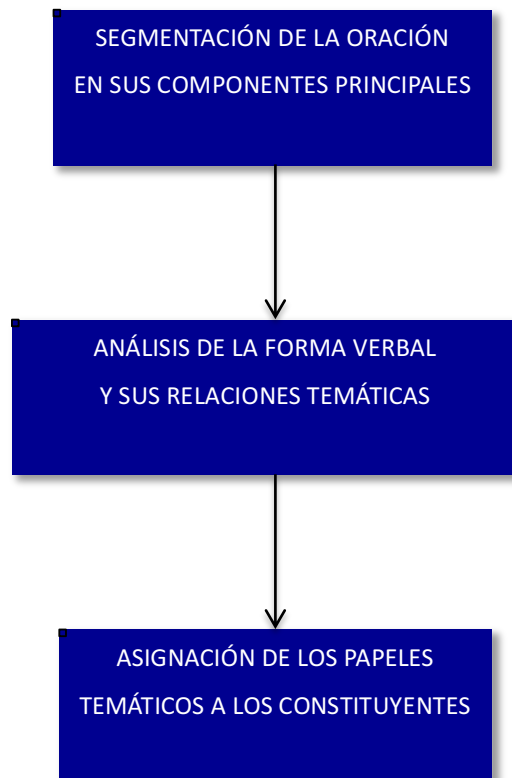 SEGMENTACIÓN DE LA ORACIÓN
EN SUS COMPONENTES PRINCIPALES
ANÁLISIS DE LA FORMA VERBAL
Y SUS RELACIONES TEMÁTICAS
ASIGNACIÓN DE LOS PAPELES
TEMÁTICOS A LOS CONSTITUYENTES